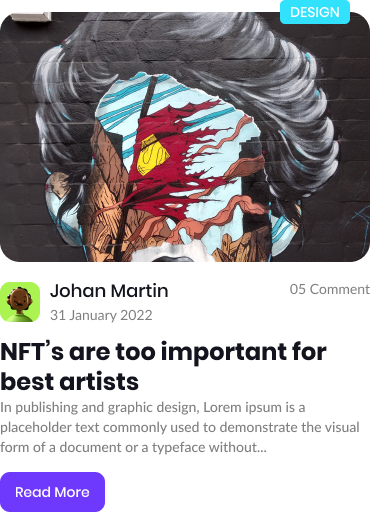 DESIGN
Johan Martin
05 Comment
31 January 2022
NFT’s are too important for
best artists
In publishing and graphic design, Lorem ipsum is a
placeholder text commonly used to demonstrate the visual
form of a document or a typeface without...
Read More